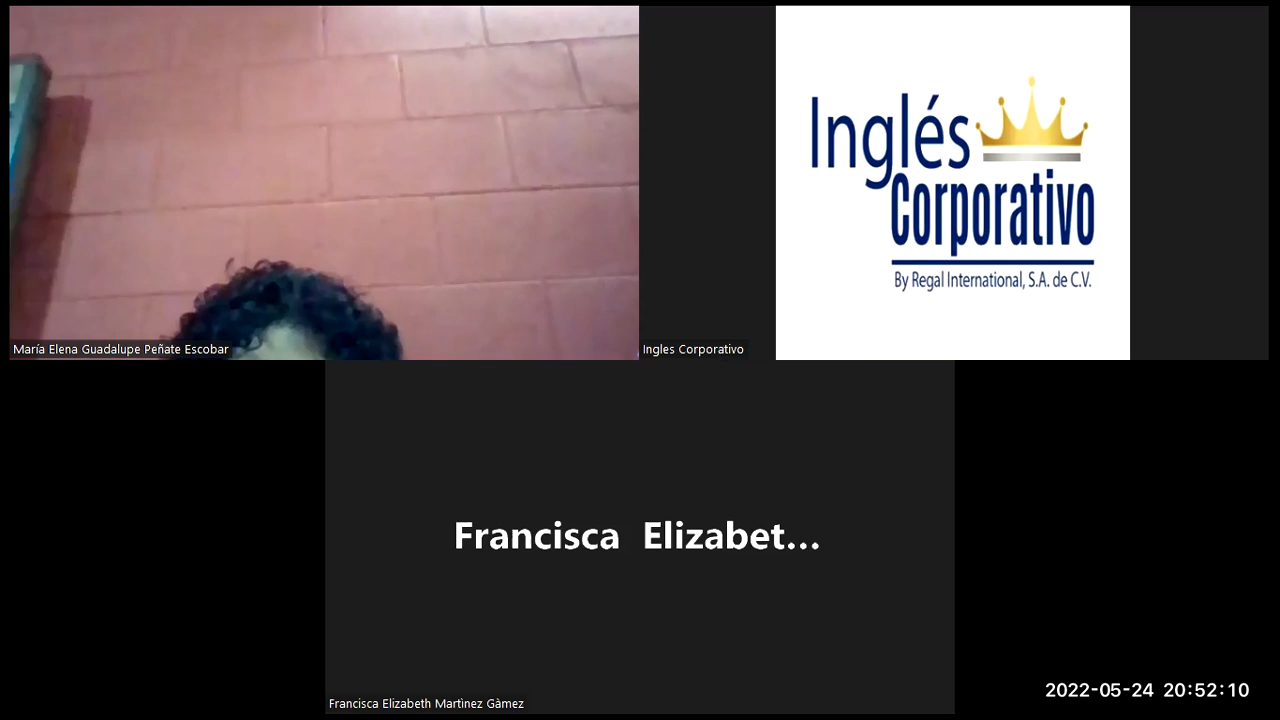 Inglés
Corporativo
By Regal International, S.A. de C.V.
María Elena Guadalupe Peñate Escobar
Ingles Corporativo
Francisca Elizabet...
Francisca Elizabeth Martìnez Gàmez
2022-05-24 20:52:10